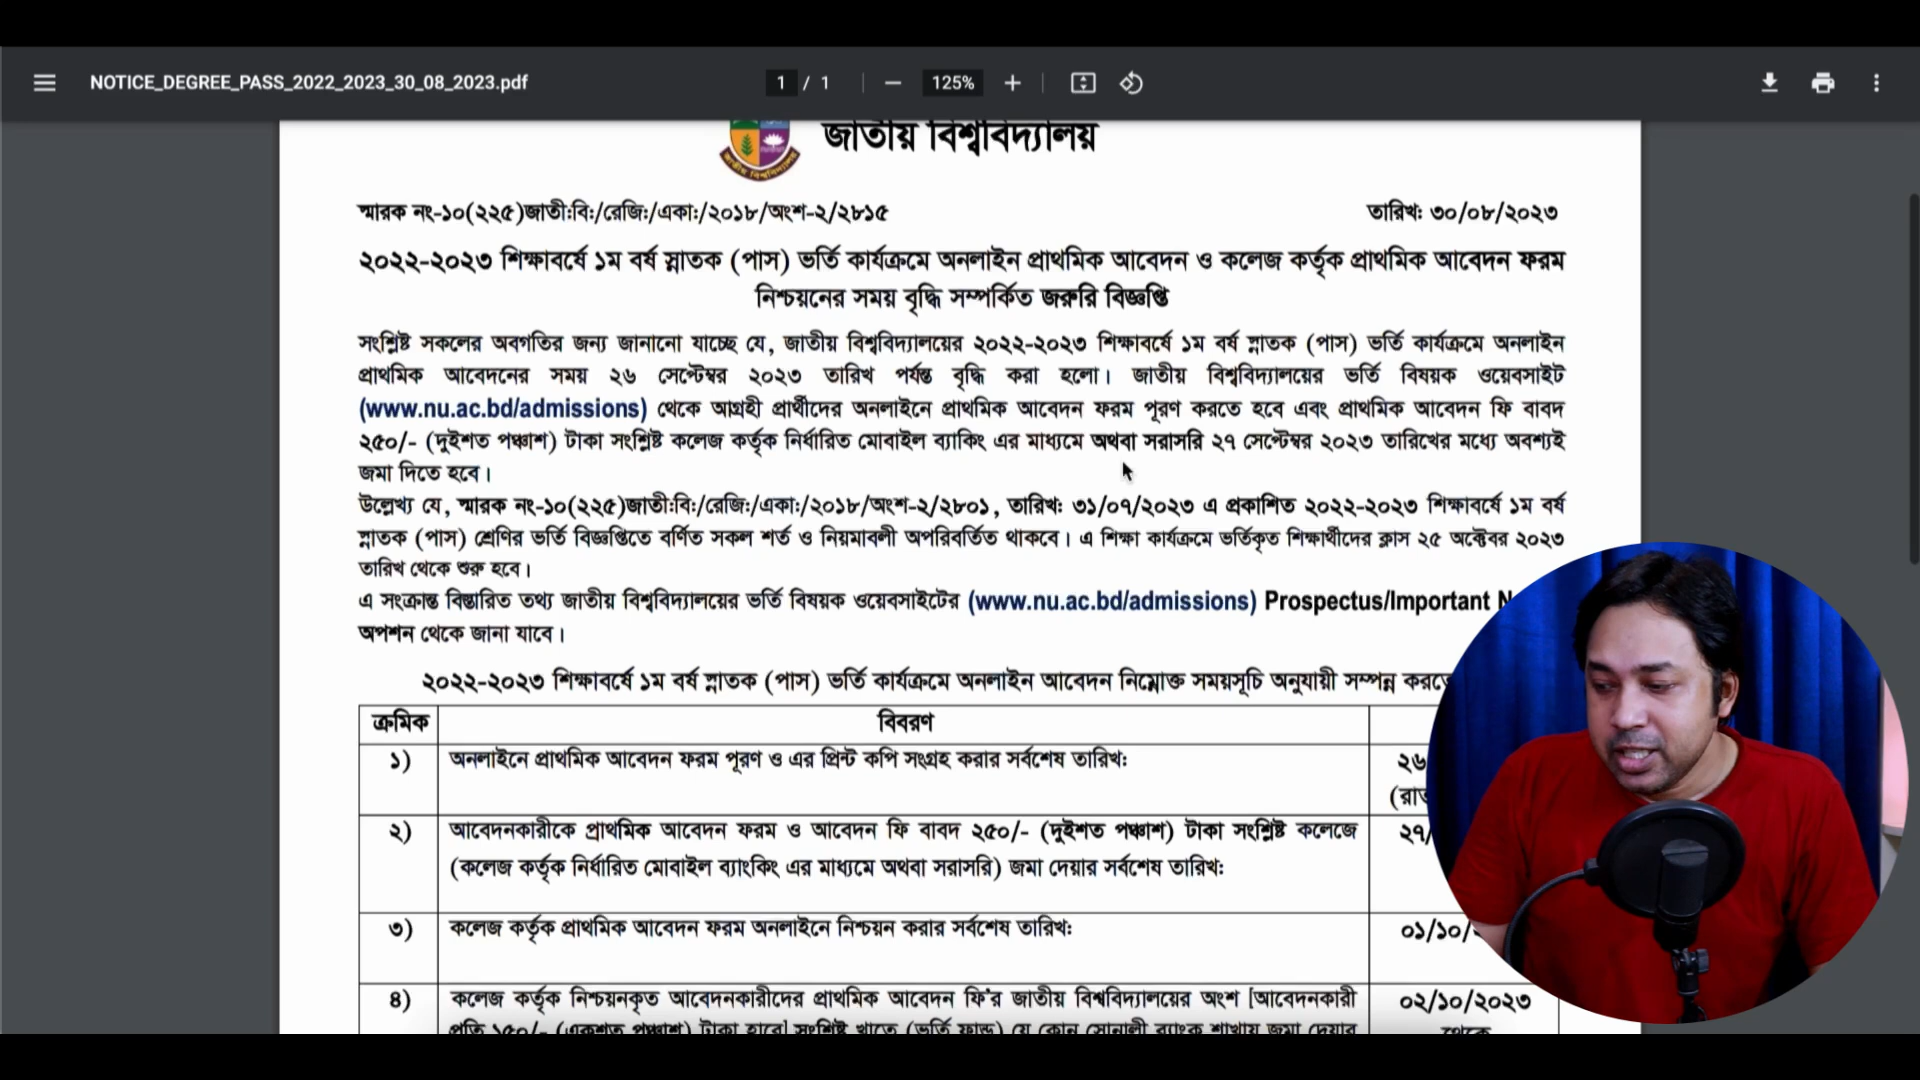 NOTICE_DEGREE_PASS_2022_2023_30_08_2023.pdf
1 / 1
125%
জাতীয় বিশ্ববিদ্যালয়
স্মারক নং-১০(২২৫)জাতী:বি:/রেজি:/একা:/২০১৮/অংশ-২/২৮১৫ তারিখ: ৩০/০৮/২০২৩
২০২২-২০২৩ শিক্ষাবর্ষে ১ম বর্ষ স্নাতক (পাস) ভর্তি কার্যক্রমে অনলাইন প্রাথমিক আবেদন ও কলেজ কর্তৃক প্রাথমিক আবেদন ফরম
নিশ্চয়নের সময় বৃদ্ধি সম্পর্কিত জরুরি বিজ্ঞপ্তি
সংশ্লিষ্ট সকলের অবগতির জন্য জানানো যাচ্ছে যে, জাতীয় বিশ্ববিদ্যালয়ের ২০২২-২০২৩ শিক্ষাবর্ষে ১ম বর্ষ স্নাতক (পাস) ভর্তি কার্যক্রমে অনলাইন
প্রাথমিক আবেদনের সময় ২৬ সেপ্টেম্বর ২০২৩ তারিখ পর্যন্ত বৃদ্ধি করা হলো। জাতীয় বিশ্ববিদ্যালয়ের ভর্তি বিষয়ক ওয়েবসাইট
(www.nu.ac.bd/admissions) থেকে আগ্রহী প্রার্থীদের অনলাইনে প্রাথমিক আবেদন ফরম পূরণ করতে হবে এবং প্রাথমিক আবেদন ফি বাবদ
২৫০/- (দুইশত পঞ্চাশ) টাকা সংশ্লিষ্ট কলেজ কর্তৃক নির্ধারিত মোবাইল ব্যাকিং এর মাধ্যমে অথবা সরাসরি ২৭ সেপ্টেম্বর ২০২৩ তারিখের মধ্যে অবশ্যই
জমা দিতে হবে।
উল্লেখ্য যে, স্মারক নং-১০(২২৫)জাতী:বি:/রেজি:/একা:/২০১৮/অংশ-২/২৮০১, তারিখ: ৩১/০৭/২০২৩ এ প্রকাশিত ২০২২-২০২৩ শিক্ষাবর্ষে ১ম বর্ষ
স্নাতক (পাস) শ্রেণির ভর্তি বিজ্ঞপ্তিতে বর্ণিত সকল শর্ত ও নিয়মাবলী অপরিবর্তিত থাকবে। এ শিক্ষা কার্যক্রমে ভর্তিকৃত শিক্ষার্থীদের ক্লাস ২৫ অক্টোবর ২০২৩
তারিখ থেকে শুরু হবে।
এ সংক্রান্ত বিস্তারিত তথ্য জাতীয় বিশ্ববিদ্যালয়ের ভর্তি বিষয়ক ওয়েবসাইটের (www.nu.ac.bd/admissions) Prospectus/Important
অপশন থেকে জানা যাবে।
২০২২-২০২৩ শিক্ষাবর্ষে ১ম বর্ষ স্নাতক (পাস) ভর্তি কার্যক্রমে অনলাইন আবেদন নিম্নোক্ত সময়সূচি অনুযায়ী সম্পন্ন
ক্রমিক বিবরণ
১) অনলাইনে প্রাথমিক আবেদন ফরম পূরণ ও এর প্রিন্ট কপি সংগ্রহ করার সর্বশেষ তারিখ: ২৬
২) আবেদনকারীকে প্রাথমিক আবেদন ফরম ও আবেদন ফি বাবদ ২৫০/- (দুইশত পঞ্চাশ) টাকা সংশ্লিষ্ট কলেজে ২৭/
(কলেজ কর্তৃক নির্ধারিত মোবাইল ব্যাংকিং এর মাধ্যমে অথবা সরাসরি) জমা দেয়ার সর্বশেষ তারিখ:
৩) কলেজ কর্তৃক প্রাথমিক আবেদন ফরম অনলাইনে নিশ্চয়ন করার সর্বশেষ তারিখ: ০১/১০/
৪) কলেজ কর্তৃক নিশ্চয়নকৃত আবেদনকারীদের প্রাথমিক আবেদন ফি'র জাতীয় বিশ্ববিদ্যালয়ের অংশ [আবেদনকারী ০২/১০/২০২৩
প্রতি ১৫০/- (একশত পঞ্চাশ) টাকা হারে] সংশ্লিষ্ট খাতে (ভর্তি ফান্ড) যে কোন সোনালী ব্যাংক শাখায় জমা দেয়ার থেকে